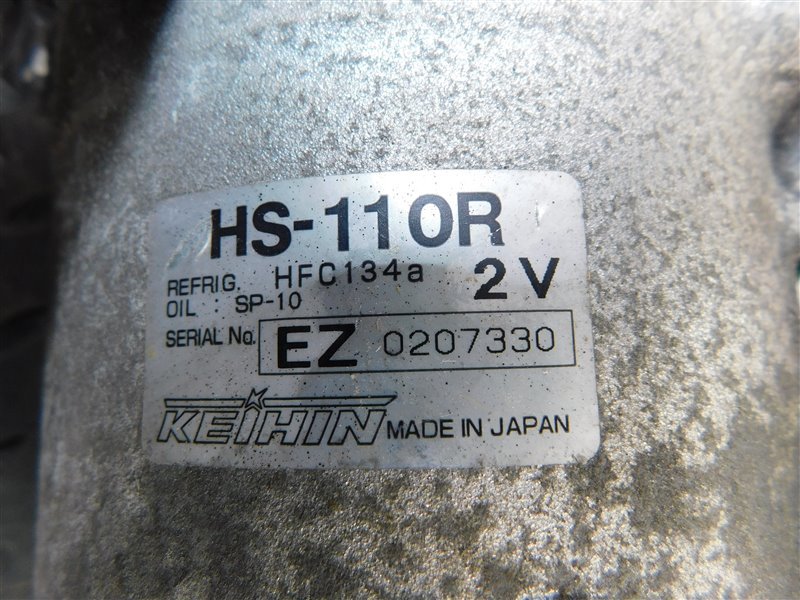 HS-110R
REFRIG. HFC134a 2V
OIL : SP-10
SERIAL No. EZ 0207330
KEIHIN MADE IN JAPAN